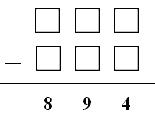 □ □ □
− □ □ □
8 9 4